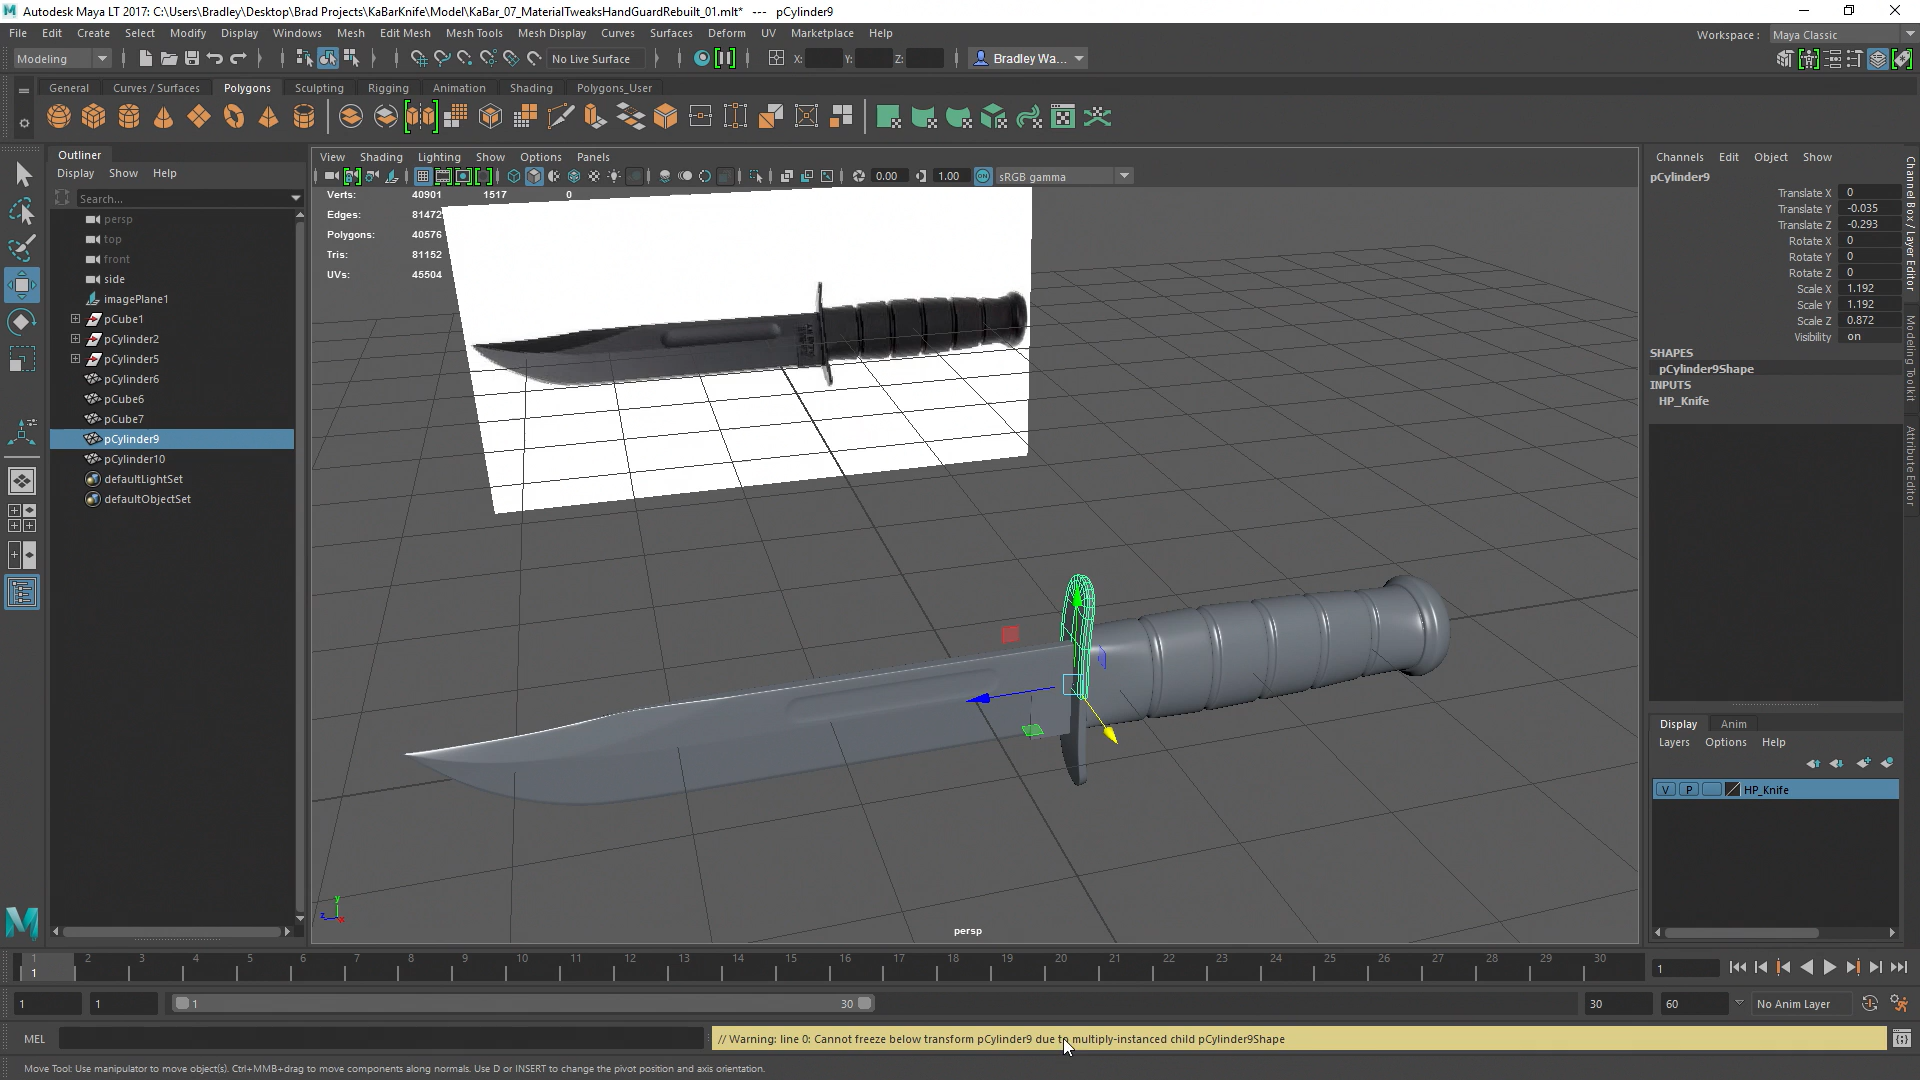 Autodesk Maya LT 2017: C:\Users\Bradley\Desktop\Brad Projects\KaBarKnife\Model\KaBar_07_MaterialTweaksHandGuardRebuilt_01.mlt* --- pCylinder9
File Edit Create Select Modify Display Windows Mesh Edit Mesh Mesh Tools Mesh Display Curves Surfaces Deform UV Marketplace Help
Workspace : Maya Classic
Modeling No Live Surface X: Y: Z: Bradley Wa...
General Curves / Surfaces Polygons Sculpting Rigging Animation Shading Polygons_User
Outliner
Display Show Help
Search...
persp
top
front
side
imagePlane1
pCube1
pCylinder2
pCylinder5
pCylinder6
pCube6
pCube7
pCylinder9
pCylinder10
defaultLightSet
defaultObjectSet
View Shading Lighting Show Options Panels
0.00 1.00 ON sRGB gamma
Verts: 40901 1517 0
Edges: 81472
Polygons: 40576
Tris: 81152
UVs: 45504
y
z x
persp
Channels Edit Object Show
pCylinder9
Translate X 0
Translate Y -0.035
Translate Z -0.293
Rotate X 0
Rotate Y 0
Rotate Z 0
Scale X 1.192
Scale Y 1.192
Scale Z 0.872
Visibility on
SHAPES
pCylinder9Shape
INPUTS
HP_Knife
Channel Box / Layer Editor
Modeling Toolkit
Attribute Editor
Display Anim
Layers Options Help
V P HP_Knife
1 2 3 4 5 6 7 8 9 10 11 12 13 14 15 16 17 18 19 20 21 22 23 24 25 26 27 28 29 30
1 1
1 1 1 30 30 60 No Anim Layer
MEL // Warning: line 0: Cannot freeze below transform pCylinder9 due to multiply-instanced child pCylinder9Shape
Move Tool: Use manipulator to move object(s). Ctrl+MMB+drag to move components along normals. Use D or INSERT to change the pivot position and axis orientation.